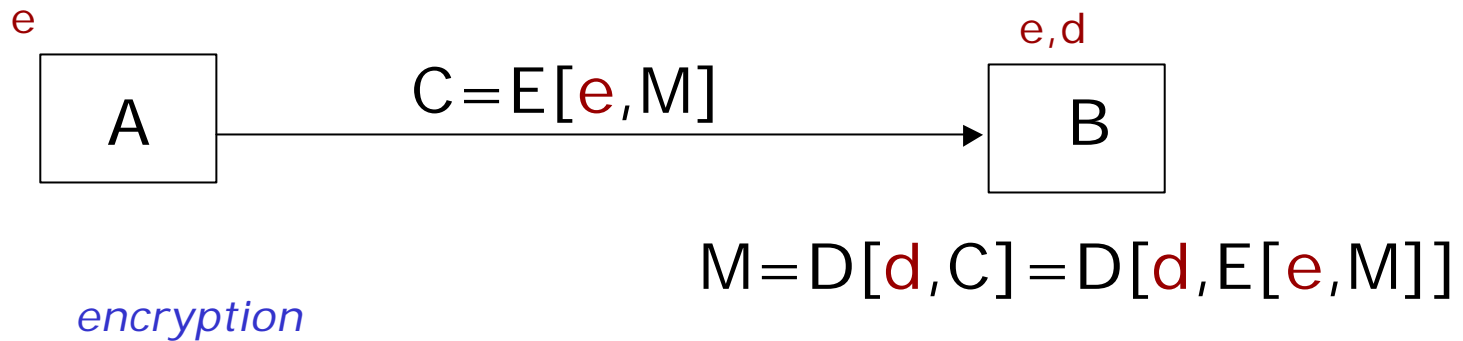 e
e,d
A
C=E[e,M]
B
M=D[d,C]=D[d,E[e,M]]
encryption